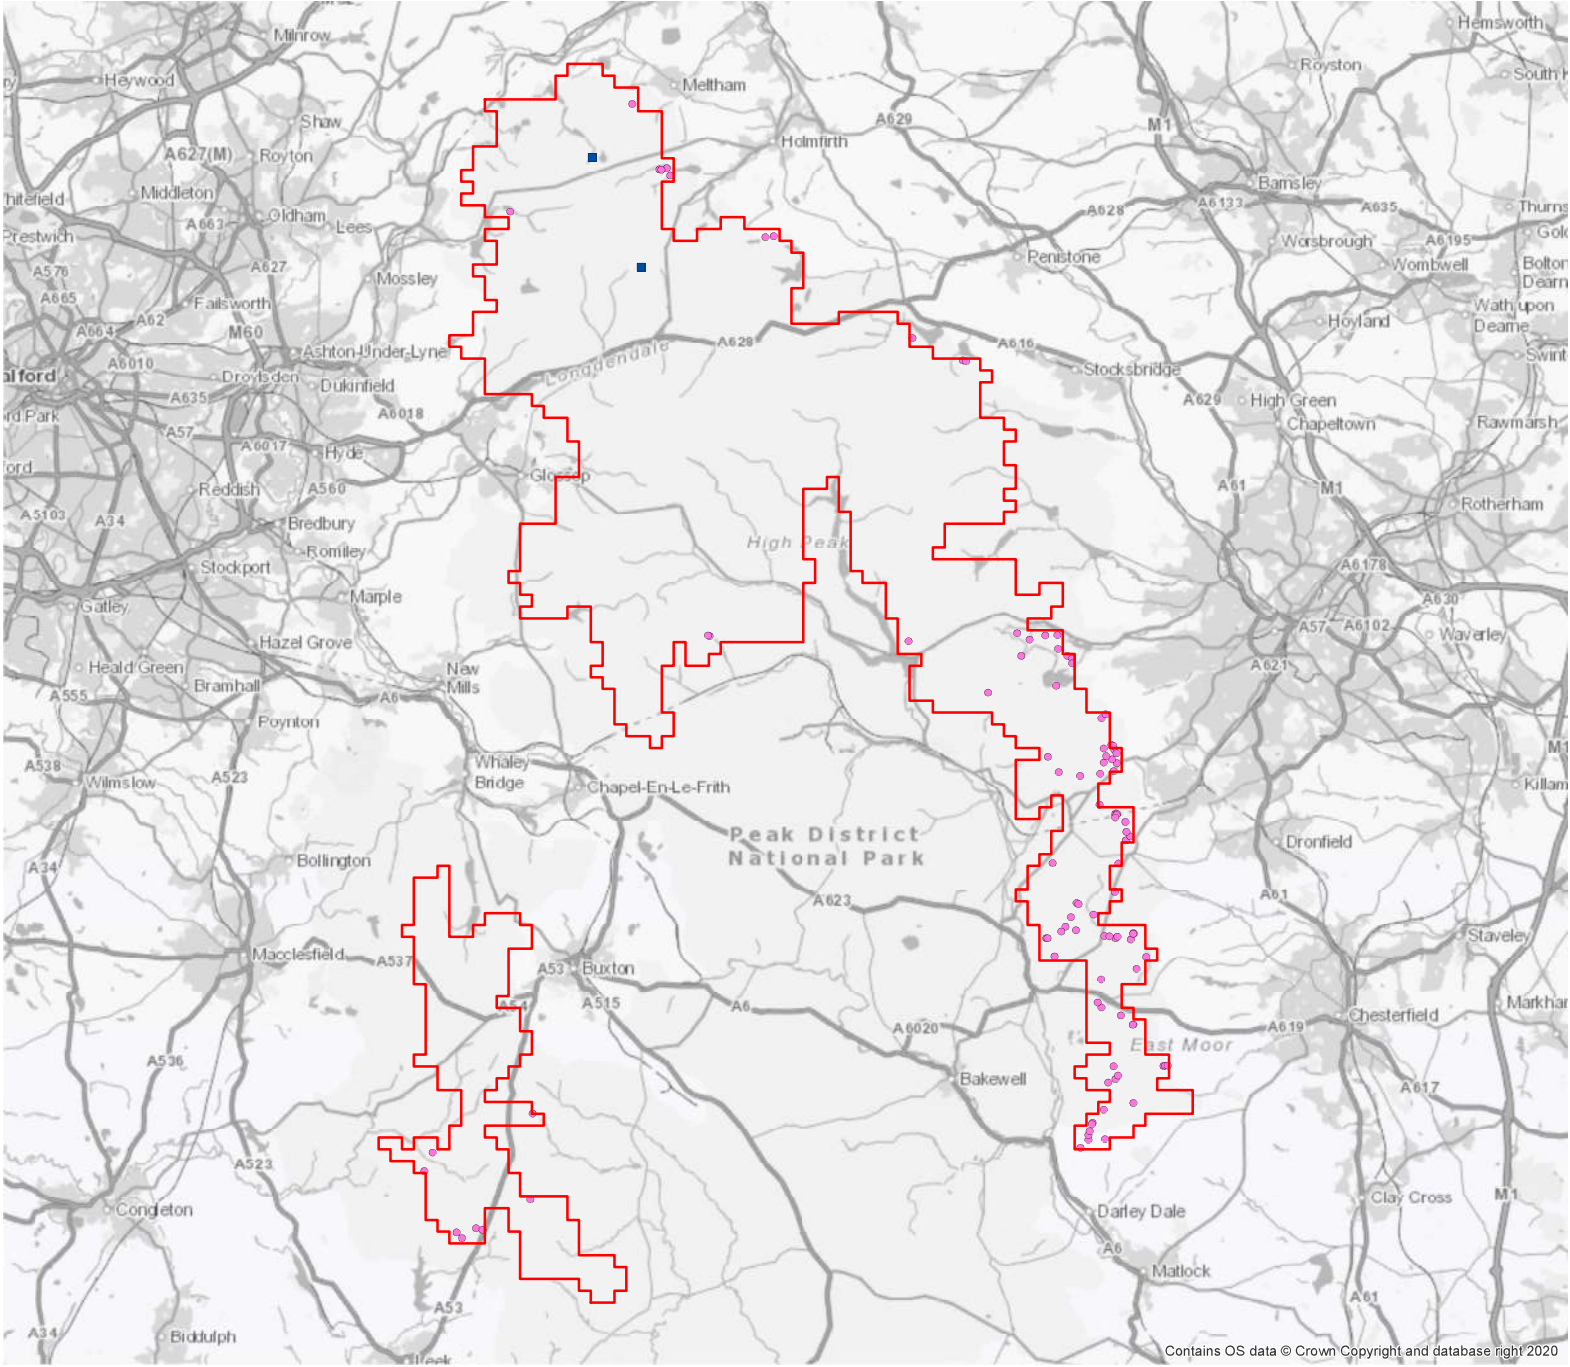 Milnrow
Hemsworth
Heywood
Meltham
Royston
South
Shaw
A629
M1
Holmfirth
A627(M)
Royton
Middleton
Barnsley
A628
A6133
A635
Oldham
A663
Lees
Worsbrough
A6195
A576
A627
Mossley
Penistone
Wombwell
Bolton
A665
Failsworth
Wath upon
Dearne
A664
A62
M60
Hoyland
A6010
Ashton-Under-Lyne
Longdendale
A628
A616
Droylsden
Dukinfield
Stocksbridge
A635
A6018
A629
High Green
A57
A6017
Hyde
Chapeltown
Rawmarsh
Reddish
A560
Glossop
A61
M1
Rotherham
A5103
A34
Bredbury
High Peak
Romiley
Stockport
A6178
Gatley
Marple
A630
A57
A6102
Waverley
Hazel Grove
Heald Green
A621
Bramhall
New
Mills
A555
A6
Poynton
M1
A538
Whaley
Bridge
Wilmslow
A523
Chapel-En-Le-Frith
Peak District
National Park
Dronfield
Bollington
A34
A623
A61
Staveley
Macclesfield
A537
A53
Buxton
A54
A515
A6
A6020
A619
Chesterfield
East Moor
A536
Bakewell
A617
A523
Congleton
Clay Cross
M1
Darley Dale
A6
Matlock
A53
A61
A34
Biddulph
Leek
Contains OS data © Crown Copyright and database right 2020